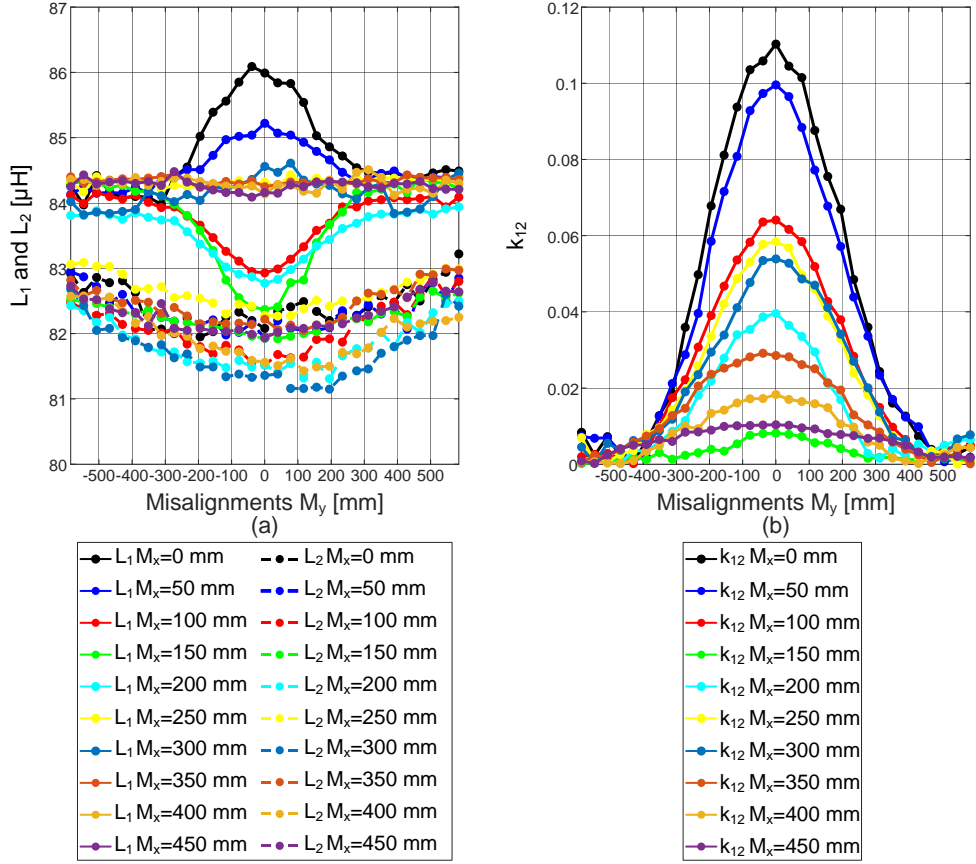 87
86
85
84
83
82
81
80
L₁ and L₂ [µH]
-500 -400 -300 -200 -100 0 100 200 300 400 500
Misalignments Mᵧ [mm]
(a)
0.12
0.1
0.08
0.06
0.04
0.02
0
k₁₂
-500 -400 -300 -200 -100 0 100 200 300 400 500
Misalignments Mᵧ [mm]
(b)
L₁ Mₓ=0 mm L₂ Mₓ=0 mm
L₁ Mₓ=50 mm L₂ Mₓ=50 mm
L₁ Mₓ=100 mm L₂ Mₓ=100 mm
L₁ Mₓ=150 mm L₂ Mₓ=150 mm
L₁ Mₓ=200 mm L₂ Mₓ=200 mm
L₁ Mₓ=250 mm L₂ Mₓ=250 mm
L₁ Mₓ=300 mm L₂ Mₓ=300 mm
L₁ Mₓ=350 mm L₂ Mₓ=350 mm
L₁ Mₓ=400 mm L₂ Mₓ=400 mm
L₁ Mₓ=450 mm L₂ Mₓ=450 mm
k₁₂ Mₓ=0 mm
k₁₂ Mₓ=50 mm
k₁₂ Mₓ=100 mm
k₁₂ Mₓ=150 mm
k₁₂ Mₓ=200 mm
k₁₂ Mₓ=250 mm
k₁₂ Mₓ=300 mm
k₁₂ Mₓ=350 mm
k₁₂ Mₓ=400 mm
k₁₂ Mₓ=450 mm